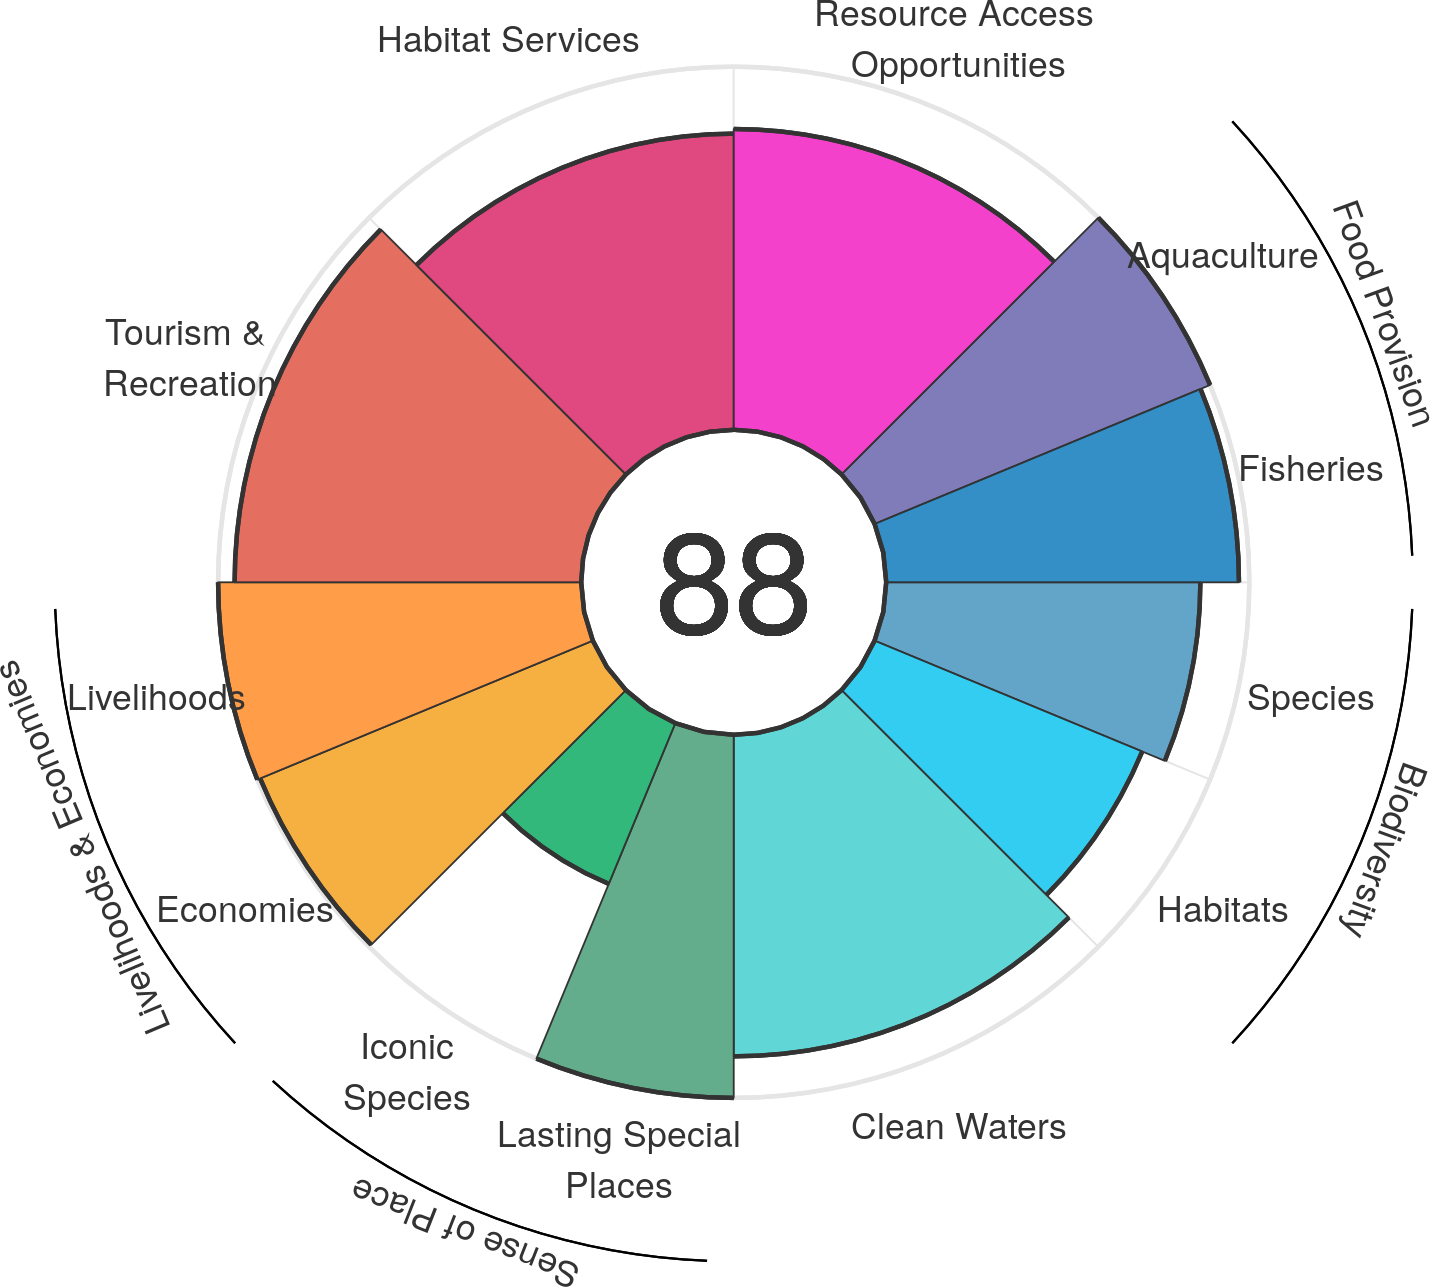 Resource Access
Opportunities
Habitat Services
Aquaculture
Food Provision
Tourism &
Recreation
Fisheries
88
Species
Livelihoods
Livelihoods & Economies
Biodiversity
Habitats
Economies
Iconic
Species
Lasting Special
Places
Clean Waters
Sense of Place